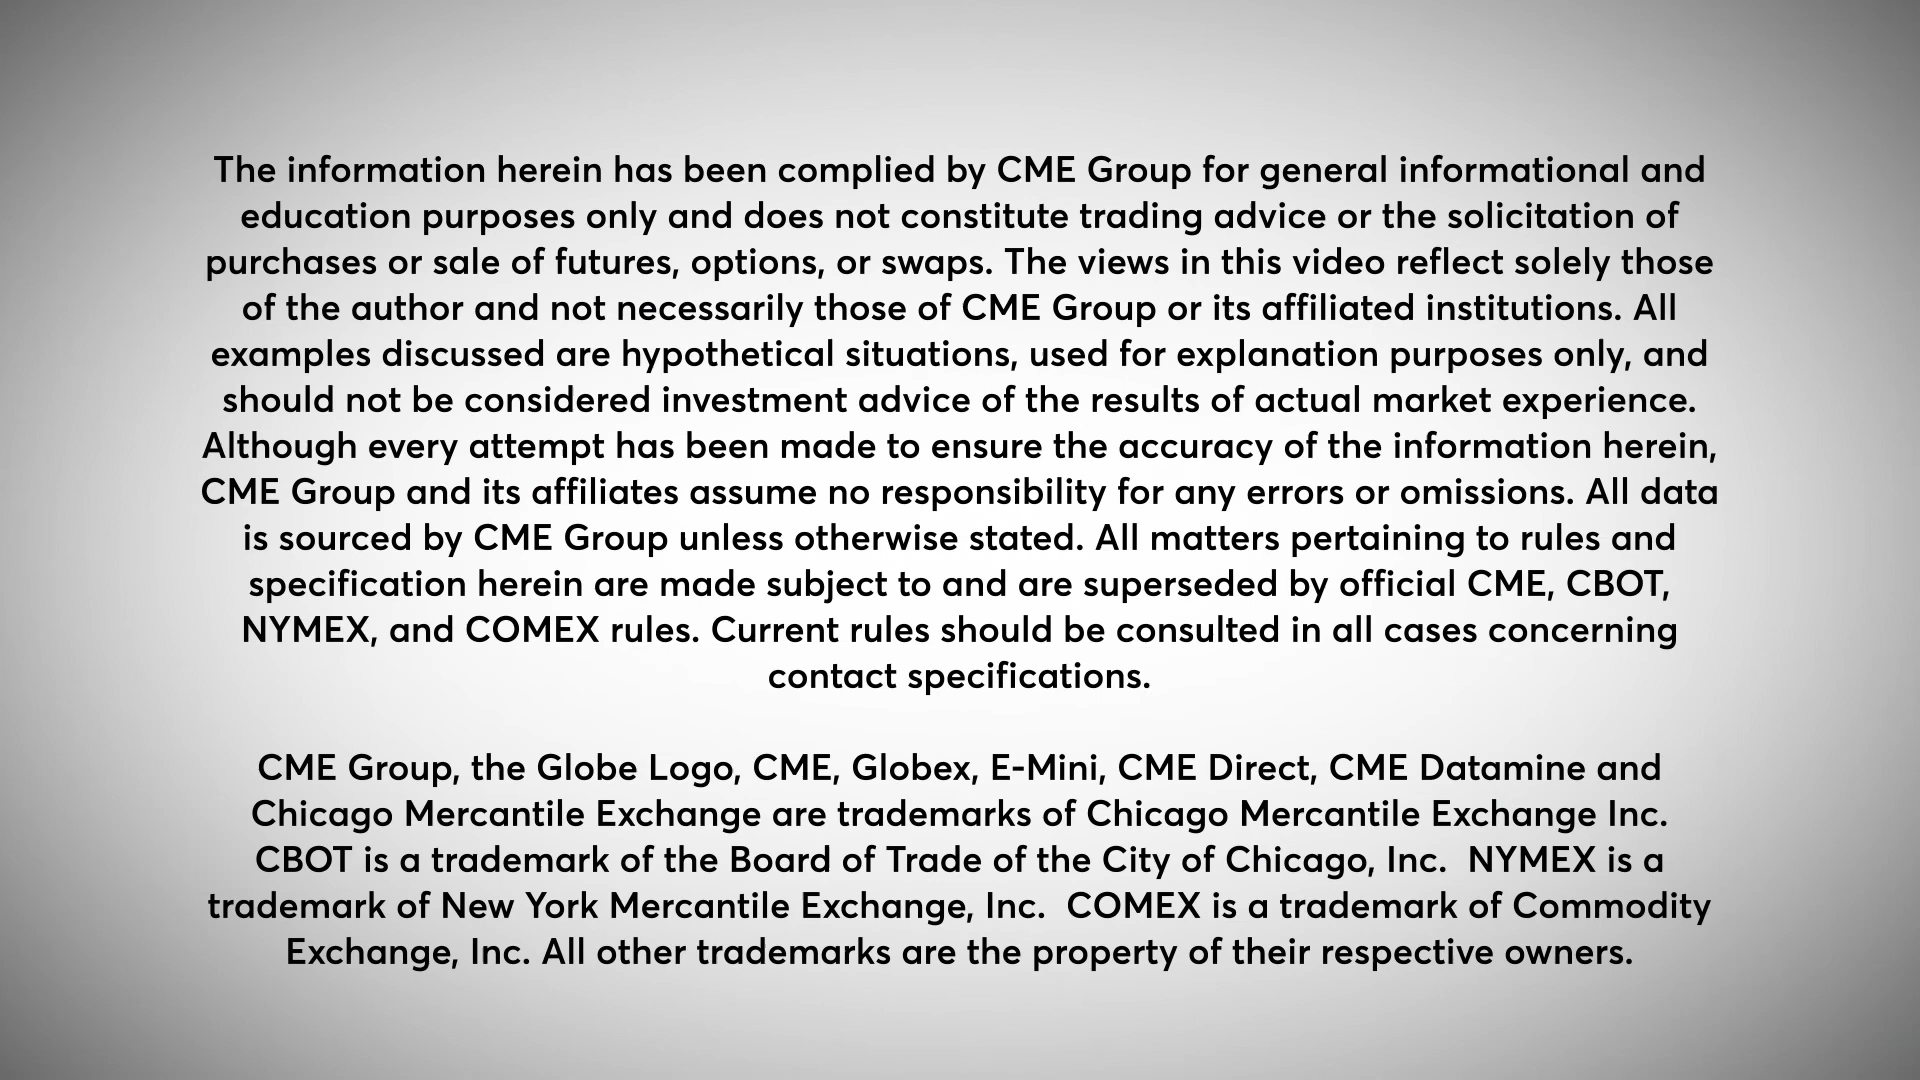 The information herein has been complied by CME Group for general informational and
education purposes only and does not constitute trading advice or the solicitation of
purchases or sale of futures, options, or swaps. The views in this video reflect solely those
of the author and not necessarily those of CME Group or its affiliated institutions. All
examples discussed are hypothetical situations, used for explanation purposes only, and
should not be considered investment advice of the results of actual market experience.
Although every attempt has been made to ensure the accuracy of the information herein,
CME Group and its affiliates assume no responsibility for any errors or omissions. All data
is sourced by CME Group unless otherwise stated. All matters pertaining to rules and
specification herein are made subject to and are superseded by official CME, CBOT,
NYMEX, and COMEX rules. Current rules should be consulted in all cases concerning
contact specifications.
CME Group, the Globe Logo, CME, Globex, E-Mini, CME Direct, CME Datamine and
Chicago Mercantile Exchange are trademarks of Chicago Mercantile Exchange Inc.
CBOT is a trademark of the Board of Trade of the City of Chicago, Inc.  NYMEX is a
trademark of New York Mercantile Exchange, Inc.  COMEX is a trademark of Commodity
Exchange, Inc. All other trademarks are the property of their respective owners.